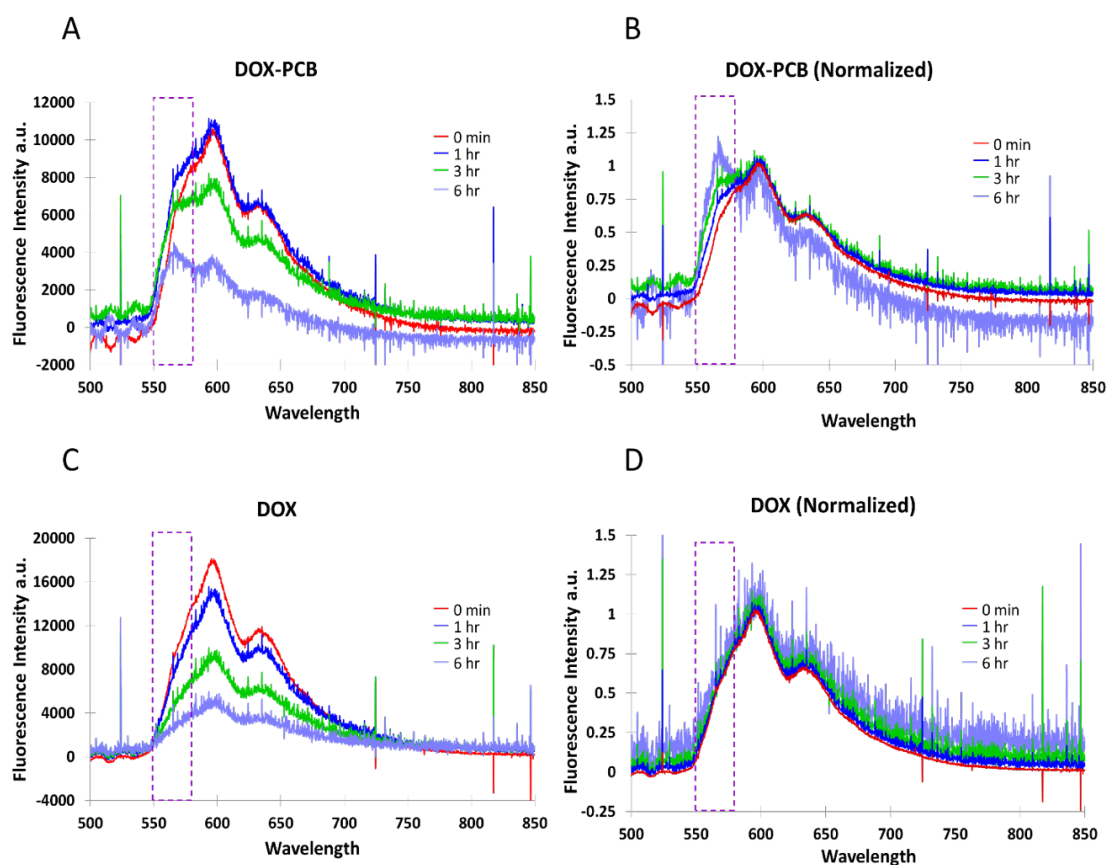 A
DOX-PCB
Fluorescence Intensity a.u.
12000
10000
8000
6000
4000
2000
0
-2000
0 min
1 hr
3 hr
6 hr
500 550 600 650 700 750 800 850
Wavelength
B
DOX-PCB (Normalized)
Fluorescence Intensity a.u.
1.5
1.25
1
0.75
0.5
0.25
0
-0.25
-0.5
0 min
1 hr
3 hr
6 hr
500 550 600 650 700 750 800 850
Wavelength
C
DOX
Fluorescence Intensity a.u.
20000
16000
12000
8000
4000
0
-4000
0 min
1 hr
3 hr
6 hr
500 550 600 650 700 750 800 850
Wavelength
D
DOX (Normalized)
Fluorescence Intensity a.u.
1.5
1.25
1
0.75
0.5
0.25
0
-0.25
0 min
1 hr
3 hr
6 hr
500 550 600 650 700 750 800 850
Wavelength